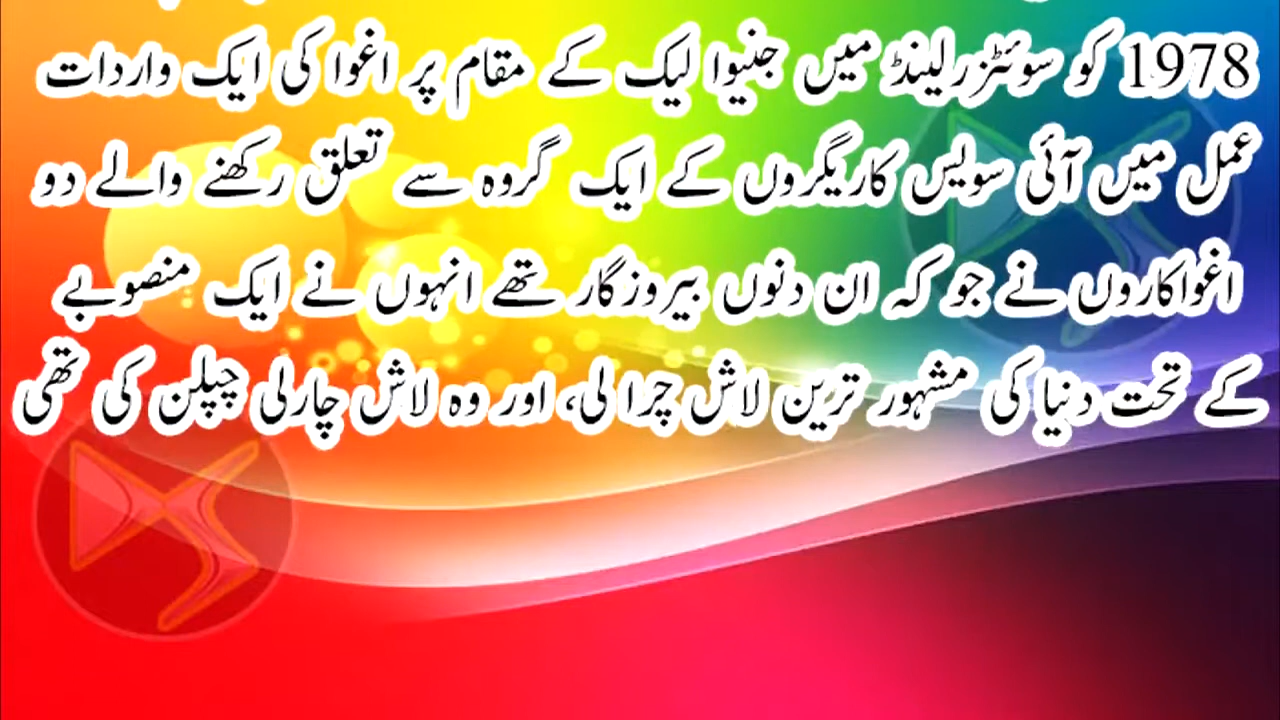 1978 کو سوئٹزرلینڈ میں جنیوا لیک کے مقام پر اغوا کی ایک واردات
عمل میں آئی سویس کاریگروں کے ایک گروہ سے تعلق رکھنے والے دو
اغواکاروں نے جو کہ ان دنوں بیروزگار تھے انہوں نے ایک منصوبے
کے تحت دنیا کی مشہور ترین لاش چرا لی، اور وہ لاش چارلی چپلن کی تھی